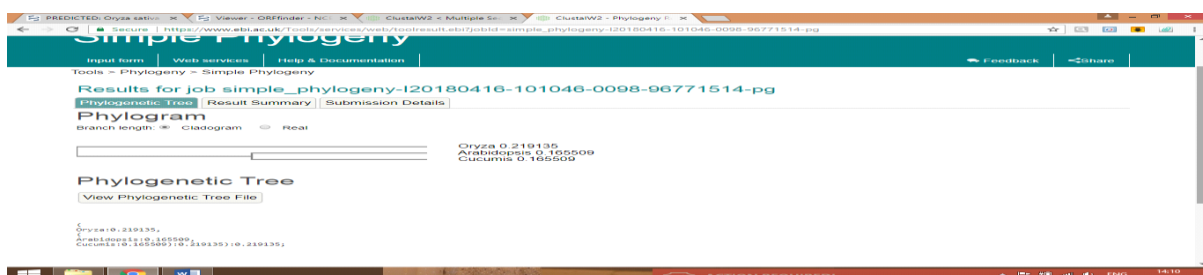 PREDICTED: Oryza sativa
Viewer - ORFfinder - NC
ClustalW2 < Multiple Se
ClustalW2 - Phylogeny R
Secure | https://www.ebi.ac.uk/Tools/services/web/toolresult.ebi?jobId=simple_phylogeny-I20180416-101046-0098-96771514-pg
Simple Phylogeny
Input form
Web services
Help & Documentation
Feedback
Share
Tools > Phylogeny > Simple Phylogeny
Results for job simple_phylogeny-I20180416-101046-0098-96771514-pg
Phylogenetic Tree
Result Summary
Submission Details
Phylogram
Branch length: Cladogram Real
Oryza 0.219135
Arabidopsis 0.165509
Cucumis 0.165509
Phylogenetic Tree
View Phylogenetic Tree File
(
Oryza:0.219135,
(
Arabidopsis:0.165509,
Cucumis:0.165509):0.219135):0.219135;
ENG
14:10